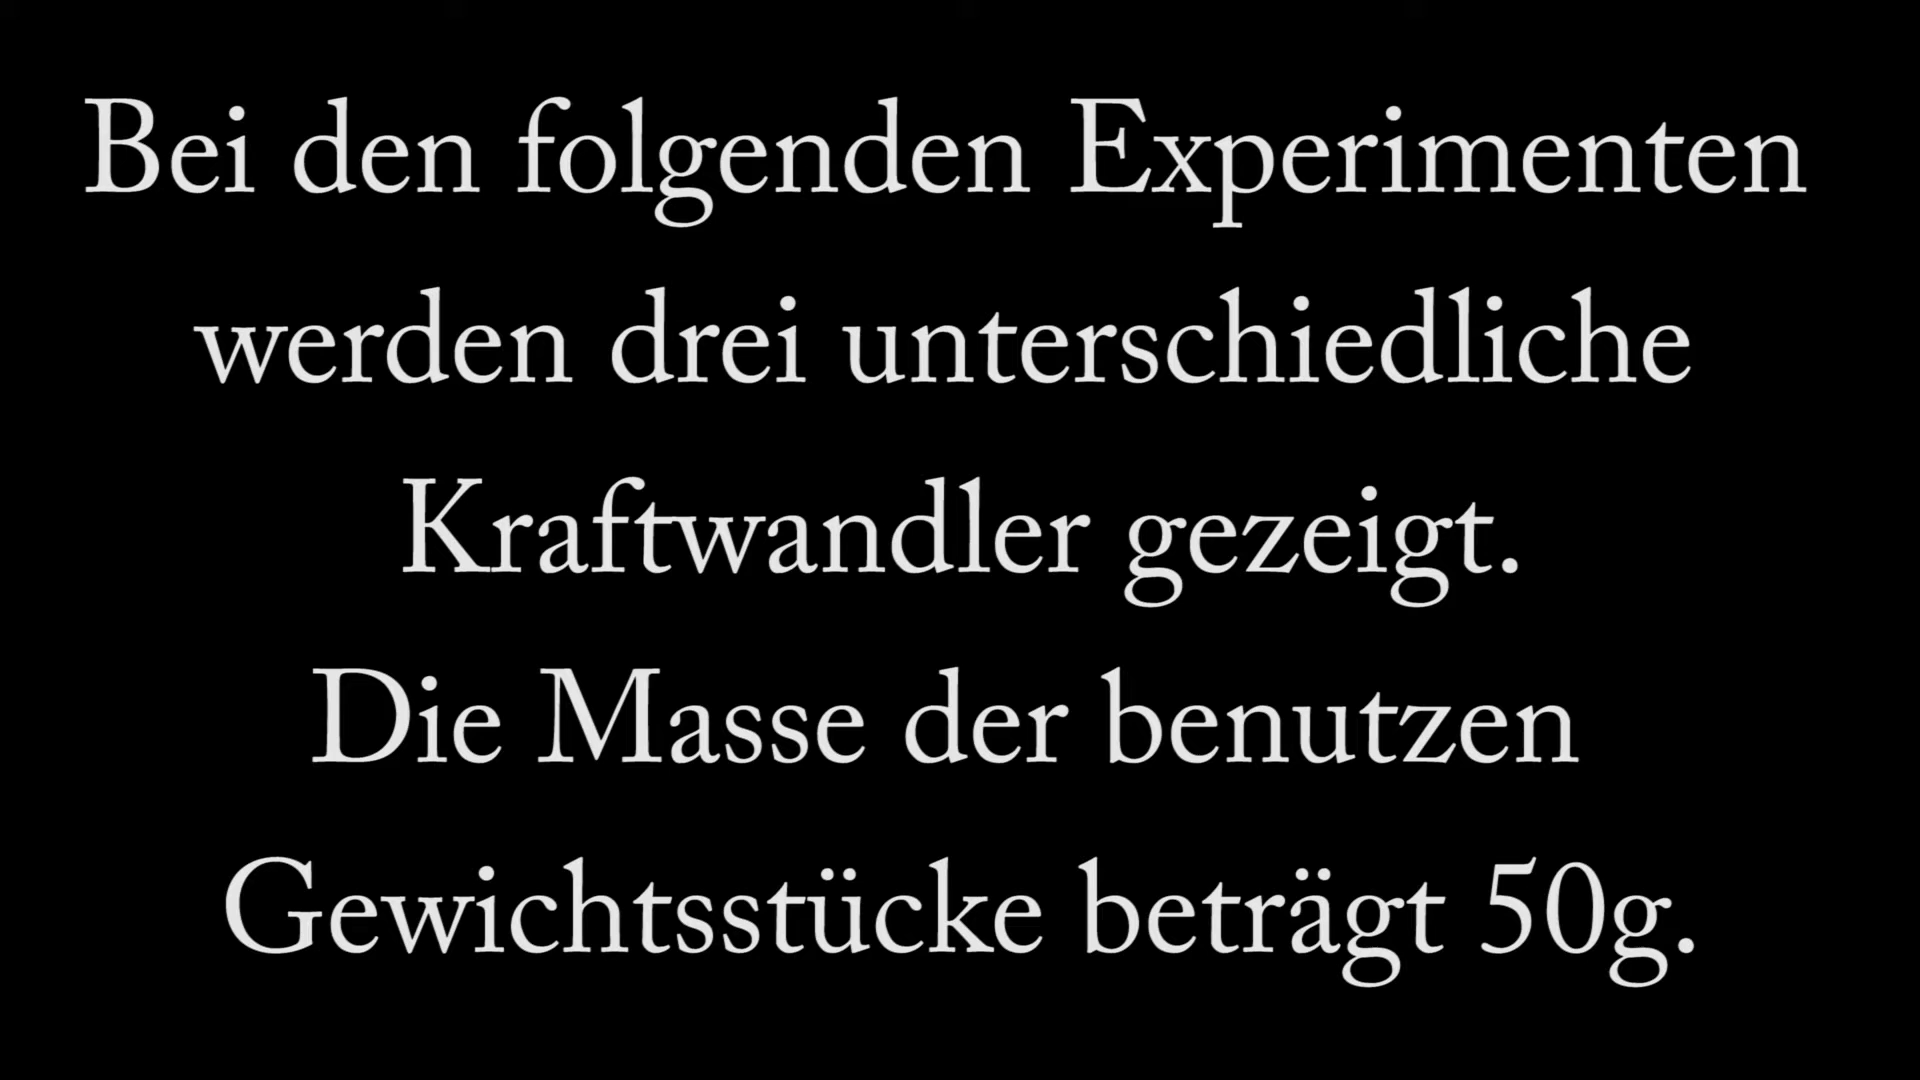 Bei den folgenden Experimenten
werden drei unterschiedliche
Kraftwandler gezeigt.
Die Masse der benutzen
Gewichtsstücke beträgt 50g.